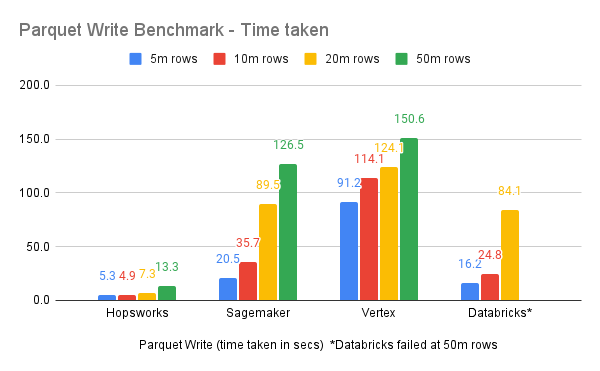 Parquet Write Benchmark - Time taken
5m rows 10m rows 20m rows 50m rows
200.0
150.0
100.0
50.0
0.0
5.3 4.9 7.3 13.3
20.5 35.7 89.5 126.5
91.2 114.1 124.1 150.6
16.2 24.8 84.1
Hopsworks Sagemaker Vertex Databricks*
Parquet Write (time taken in secs) *Databricks failed at 50m rows